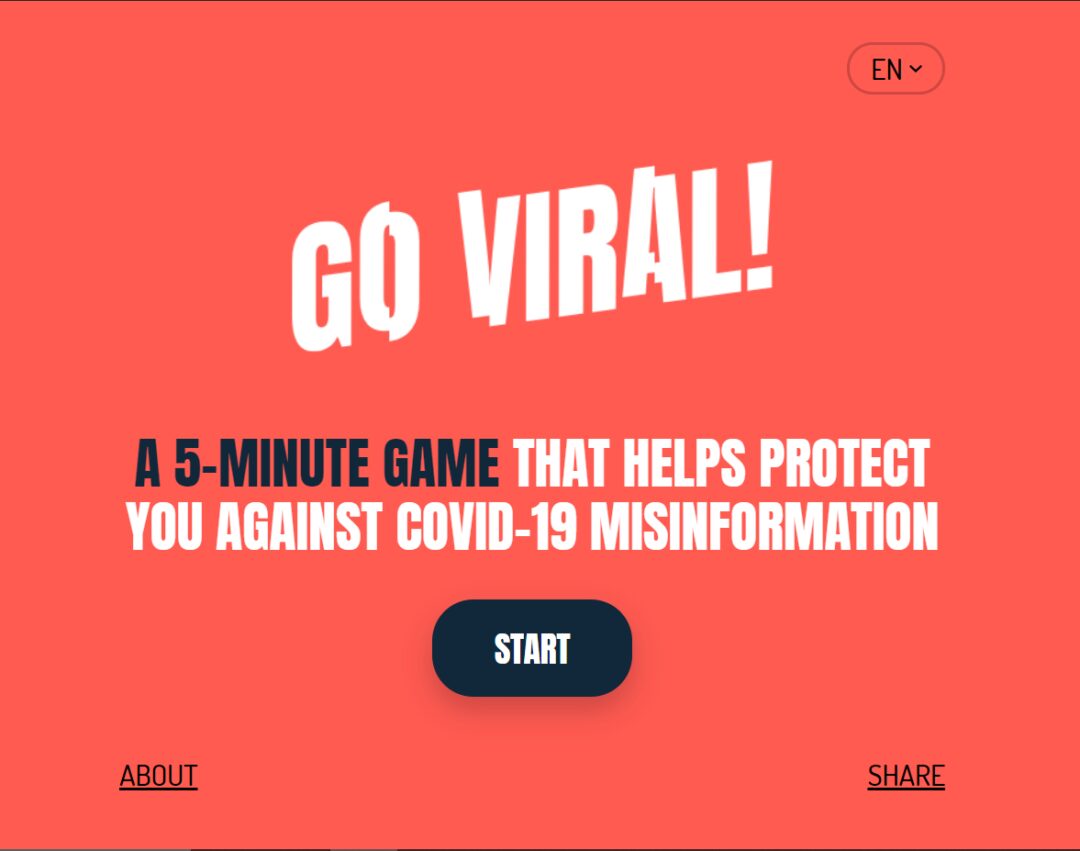 EN
GO VIRAL!
A 5-MINUTE GAME THAT HELPS PROTECT
YOU AGAINST COVID-19 MISINFORMATION
START
ABOUT
SHARE